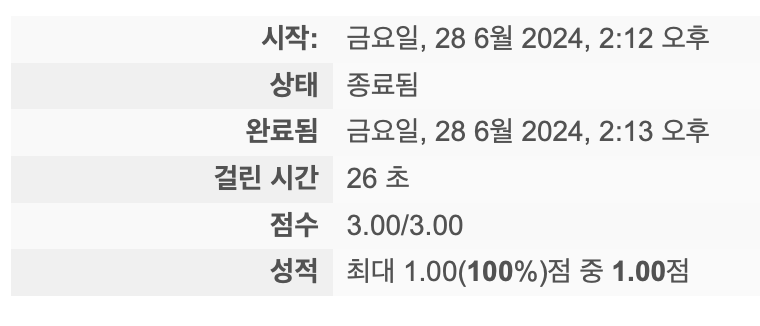 시작: 금요일, 28 6월 2024, 2:12 오후
상태 종료됨
완료됨 금요일, 28 6월 2024, 2:13 오후
걸린 시간 26 초
점수 3.00/3.00
성적 최대 1.00(100%)점 중 1.00점